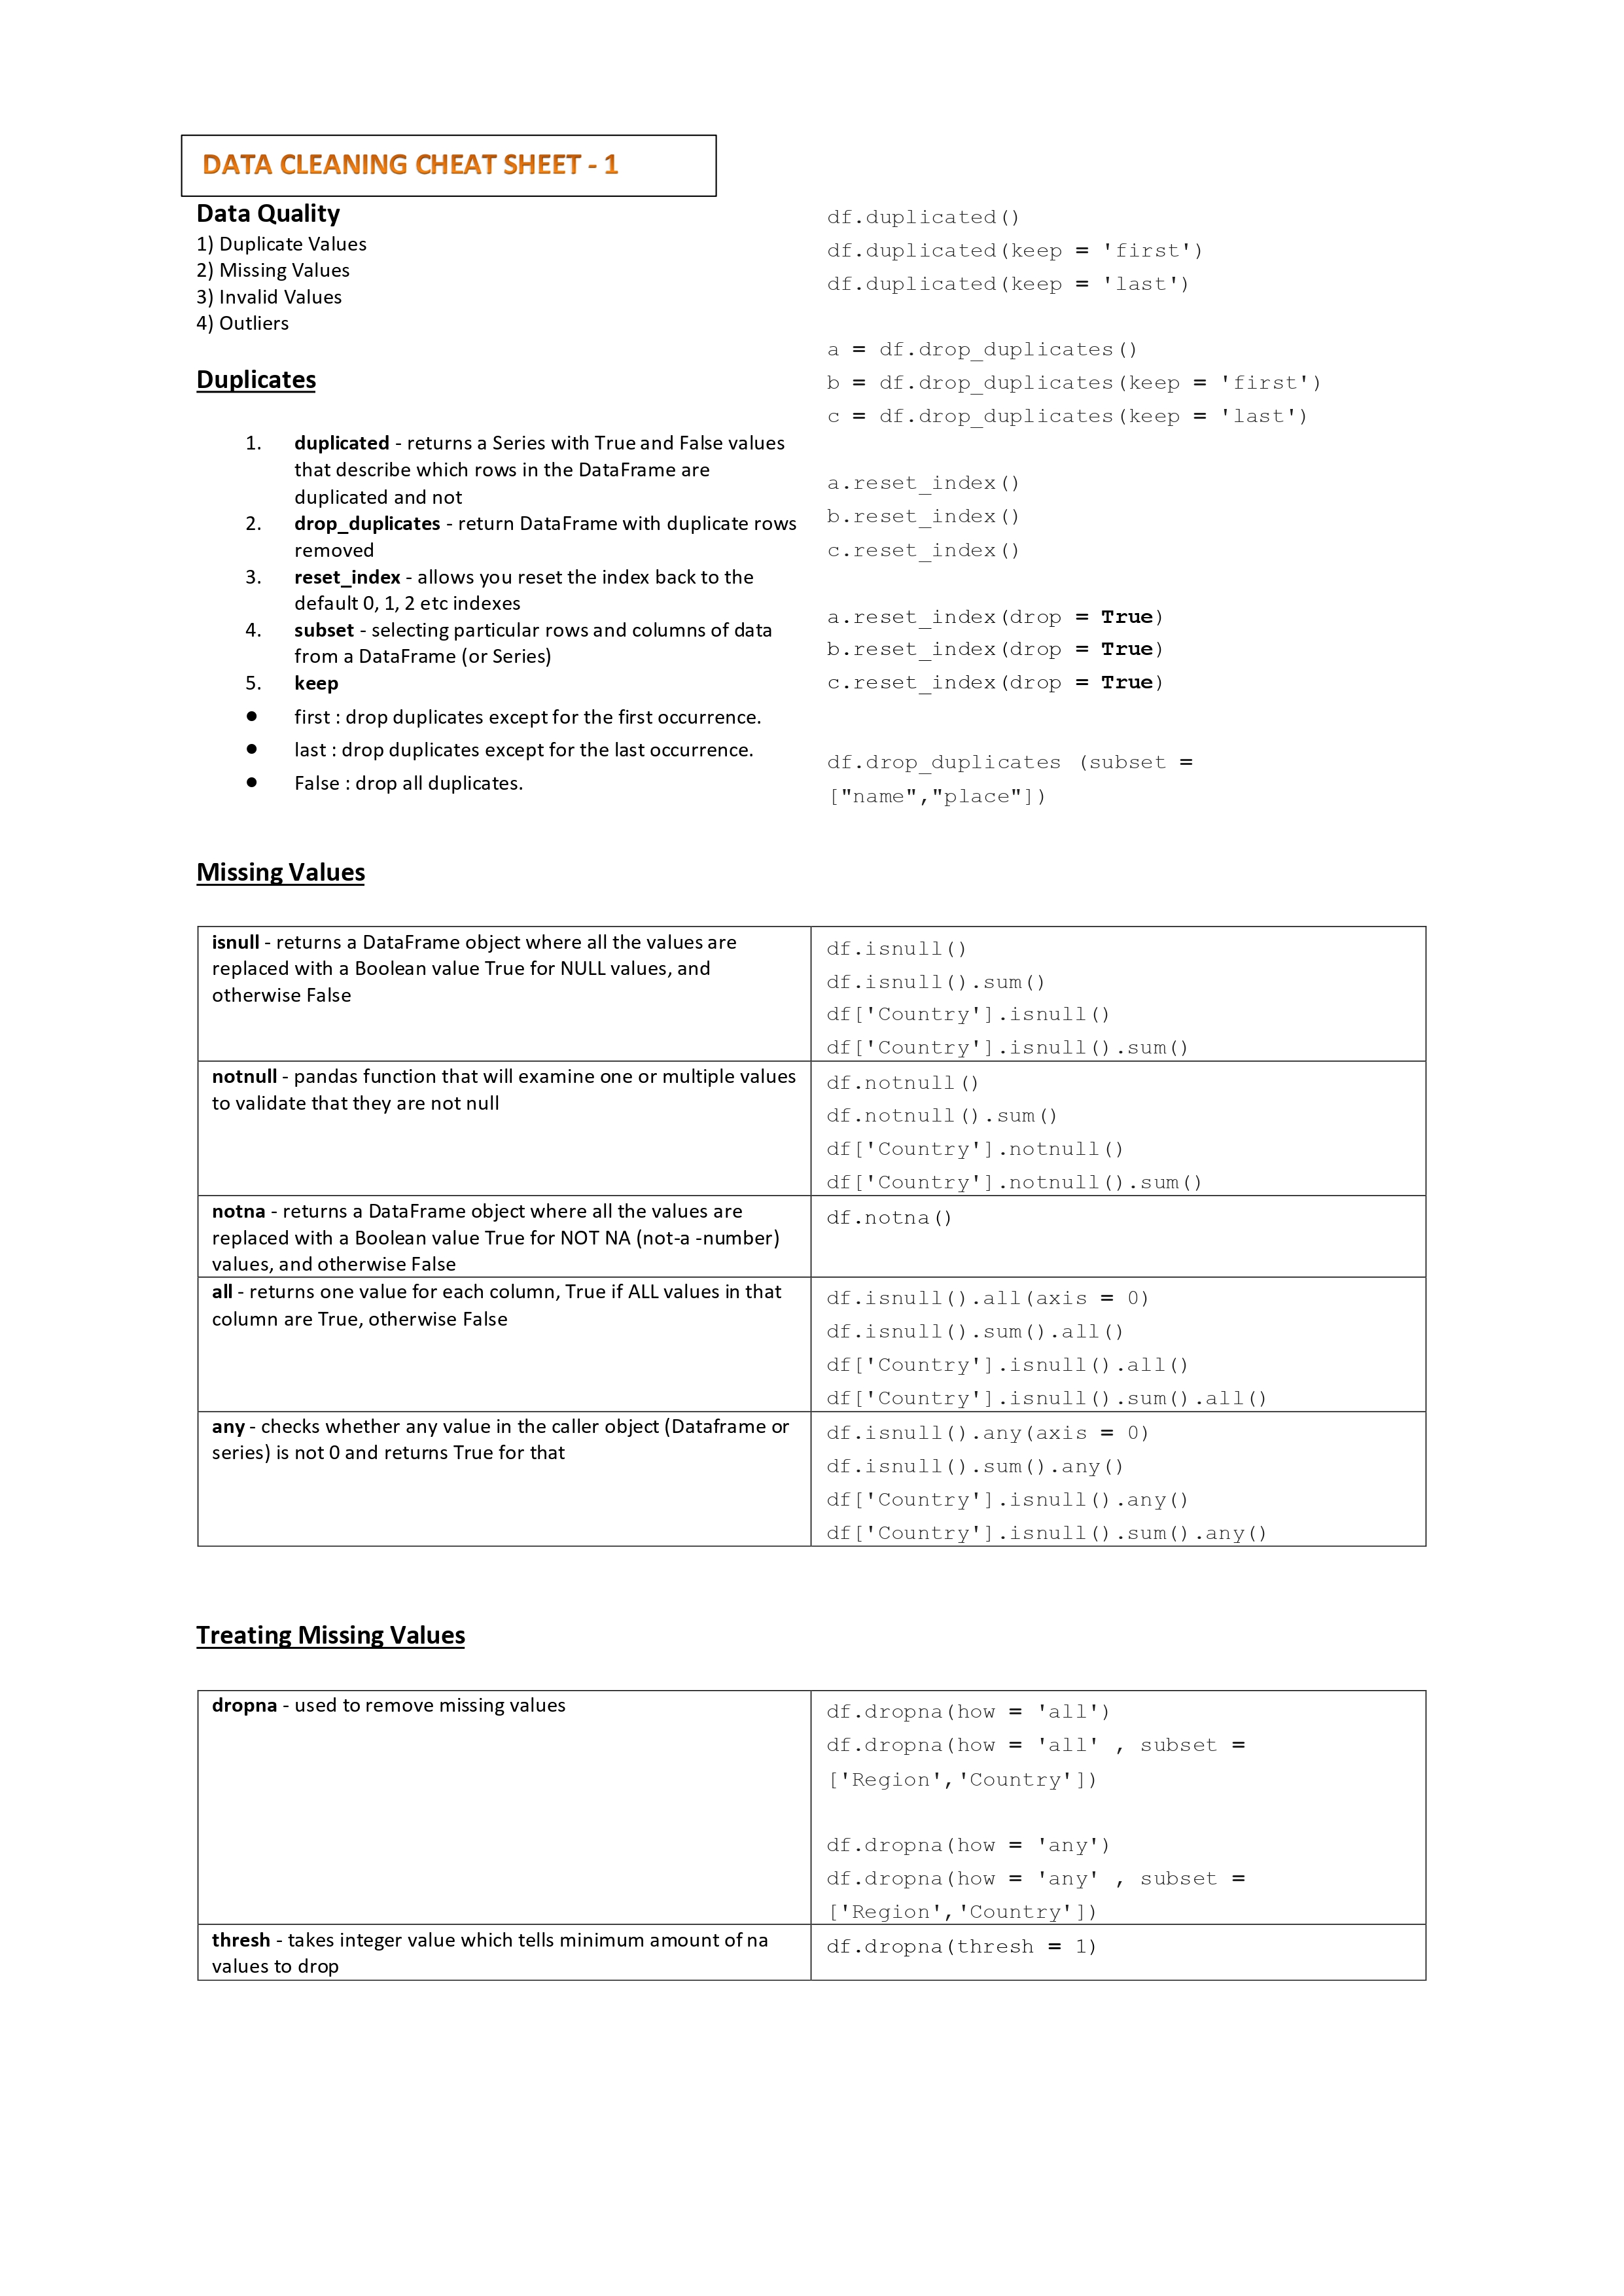 DATA CLEANING CHEAT SHEET - 1
Data Quality
1) Duplicate Values
2) Missing Values
3) Invalid Values
4) Outliers
Duplicates
1. duplicated - returns a Series with True and False values
that describe which rows in the DataFrame are
duplicated and not
2. drop_duplicates - return DataFrame with duplicate rows
removed
3. reset_index - allows you reset the index back to the
default 0, 1, 2 etc indexes
4. subset - selecting particular rows and columns of data
from a DataFrame (or Series)
5. keep
● first : drop duplicates except for the first occurrence.
● last : drop duplicates except for the last occurrence.
● False : drop all duplicates.
df.duplicated()
df.duplicated(keep = 'first')
df.duplicated(keep = 'last')
a = df.drop_duplicates()
b = df.drop_duplicates(keep = 'first')
c = df.drop_duplicates(keep = 'last')
a.reset_index()
b.reset_index()
c.reset_index()
a.reset_index(drop = True)
b.reset_index(drop = True)
c.reset_index(drop = True)
df.drop_duplicates (subset =
["name","place"])
Missing Values
isnull - returns a DataFrame object where all the values are
replaced with a Boolean value True for NULL values, and
otherwise False
df.isnull()
df.isnull().sum()
df['Country'].isnull()
df['Country'].isnull().sum()
notnull - pandas function that will examine one or multiple values
to validate that they are not null
df.notnull()
df.notnull().sum()
df['Country'].notnull()
df['Country'].notnull().sum()
notna - returns a DataFrame object where all the values are
replaced with a Boolean value True for NOT NA (not-a -number)
values, and otherwise False
df.notna()
all - returns one value for each column, True if ALL values in that
column are True, otherwise False
df.isnull().all(axis = 0)
df.isnull().sum().all()
df['Country'].isnull().all()
df['Country'].isnull().sum().all()
any - checks whether any value in the caller object (Dataframe or
series) is not 0 and returns True for that
df.isnull().any(axis = 0)
df.isnull().sum().any()
df['Country'].isnull().any()
df['Country'].isnull().sum().any()
Treating Missing Values
dropna - used to remove missing values
df.dropna(how = 'all')
df.dropna(how = 'all' , subset =
['Region','Country'])
df.dropna(how = 'any')
df.dropna(how = 'any' , subset =
['Region','Country'])
thresh - takes integer value which tells minimum amount of na
values to drop
df.dropna(thresh = 1)